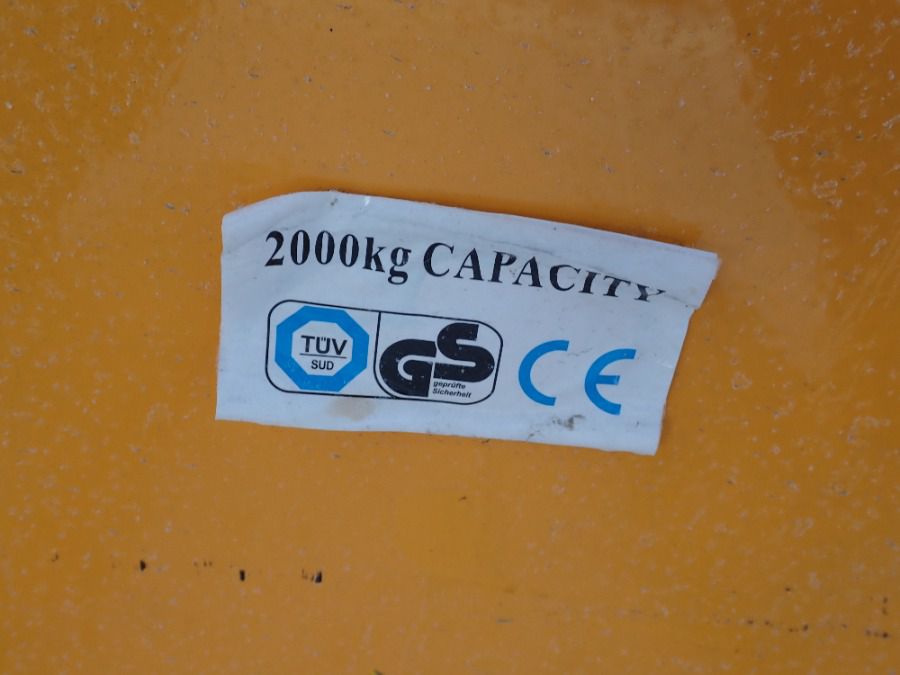 2000kg CAPACITY
TÜV
SUD
GS
geprüfte
Sicherheit
CE